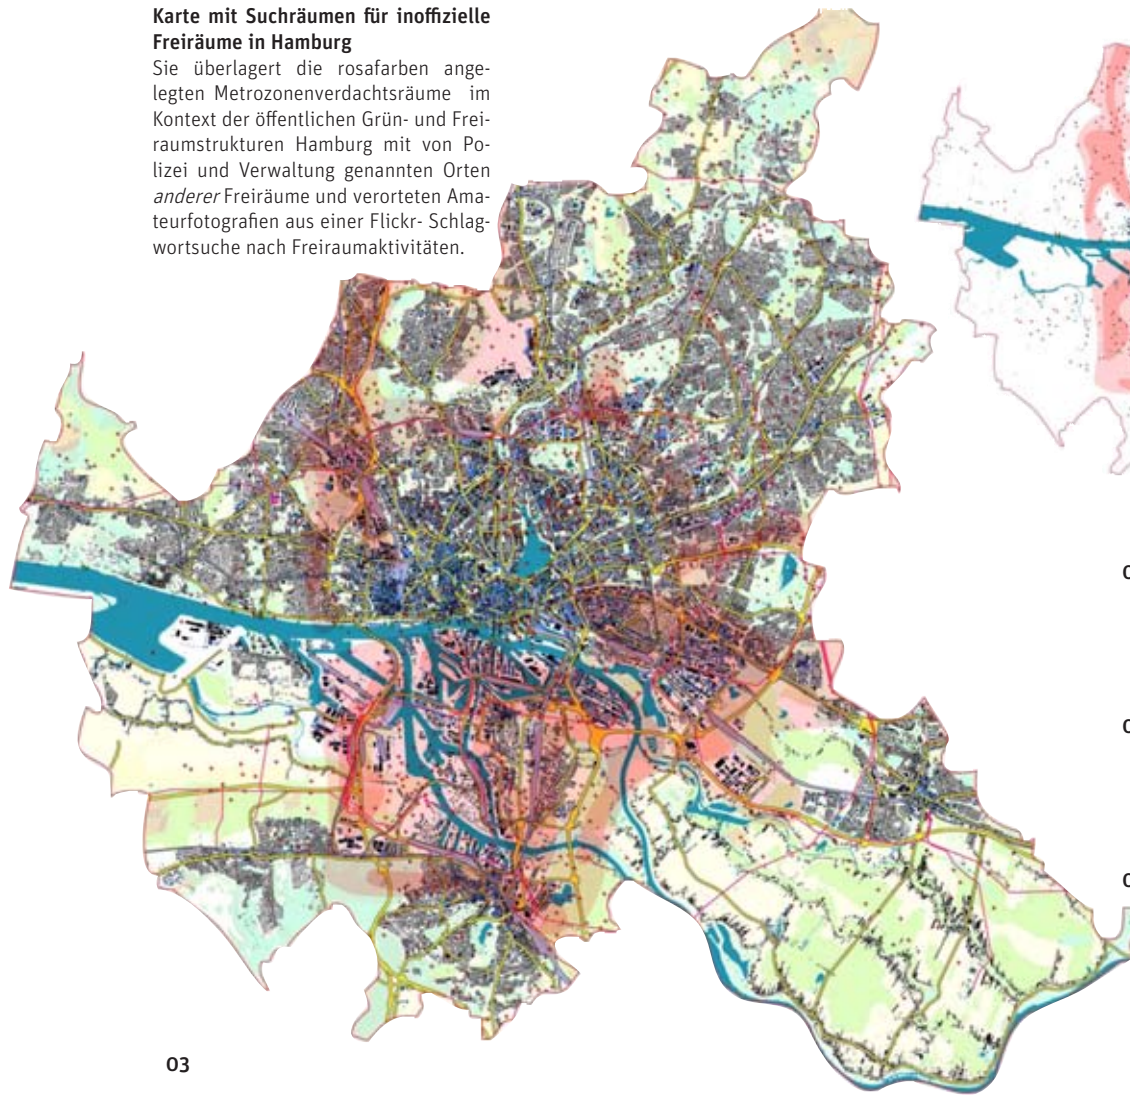 Karte mit Suchräumen für inoffizielle
Freiräume in Hamburg
Sie überlagert die rosafarben ange-
legten Metrozonenverdachtsräume im
Kontext der öffentlichen Grün- und Frei-
raumstrukturen Hamburg mit von Po-
lizei und Verwaltung genannten Orten
anderer Freiräume und verorteten Ama-
teurfotografien aus einer Flickr- Schlag-
wortsuche nach Freiraumaktivitäten.
03